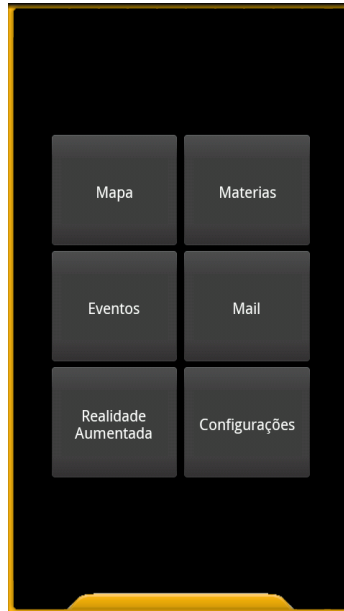 Mapa
Materias
Eventos
Mail
Realidade
Aumentada
Configurações